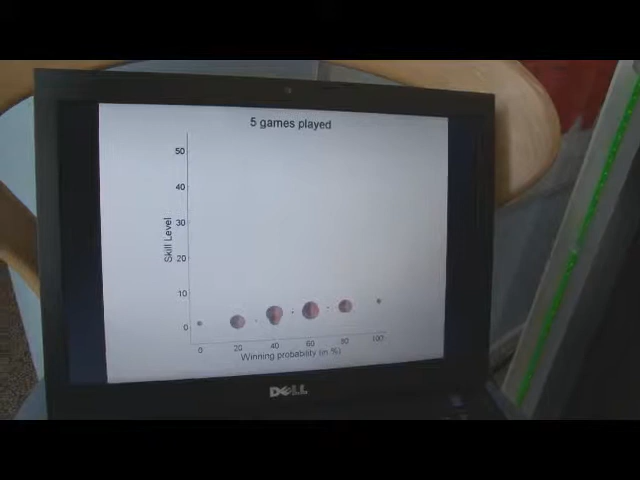 5 games played
50
40
30
20
10
0
Skill Level
0 20 40 60 80 100
Winning probability (in %)
DELL